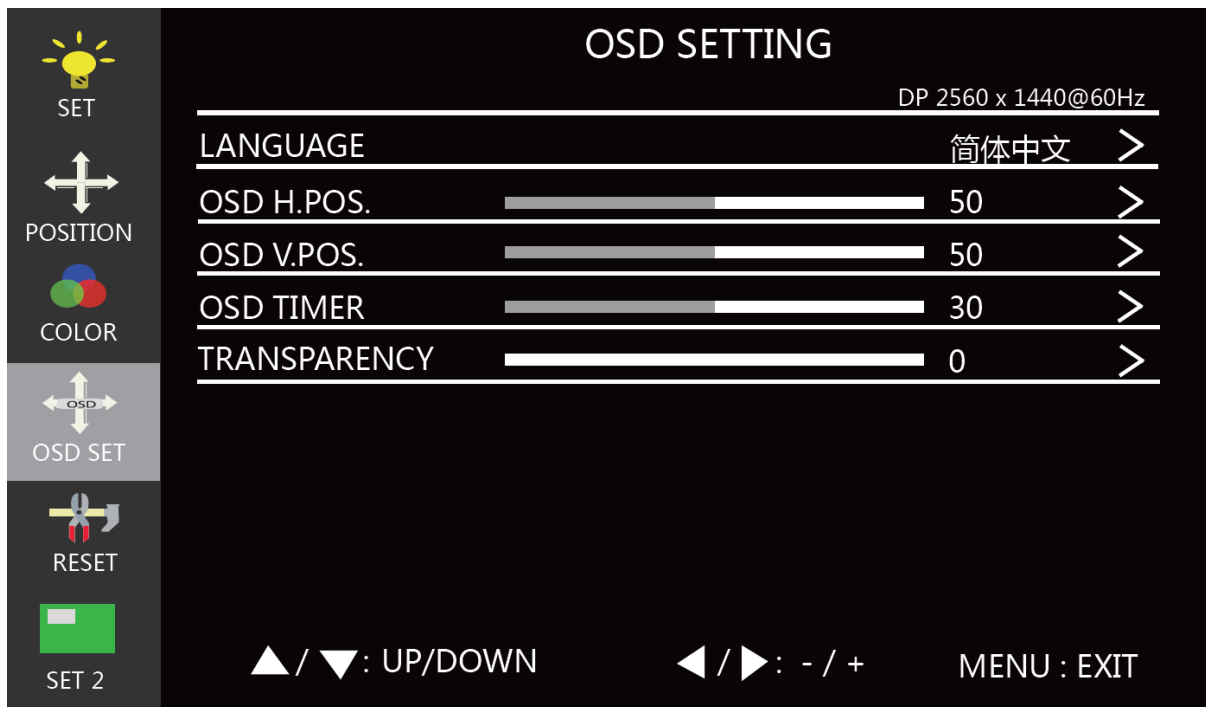 OSD SETTING
DP 2560 x 1440@60Hz
SET
POSITION
COLOR
OSD
OSD SET
RESET
SET 2
LANGUAGE 简体中文 >
OSD H.POS. 50 >
OSD V.POS. 50 >
OSD TIMER 30 >
TRANSPARENCY 0 >
▲ / ▼ : UP/DOWN ◀ / ▶ : - / + MENU : EXIT